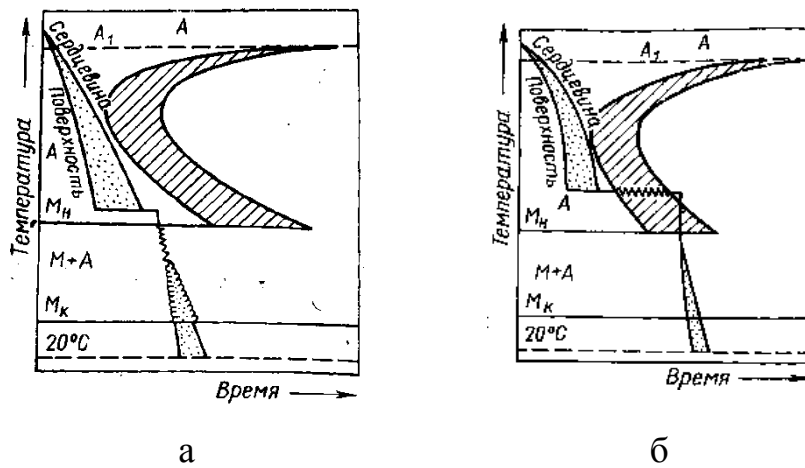 Температура
A₁
A
Сердцевина
Поверхность
A
Mн
M+A
Mк
20°C
Время
а
Температура
A₁
A
Сердцевина
Поверхность
A
Mн
M+A
Mк
20°C
Время
б